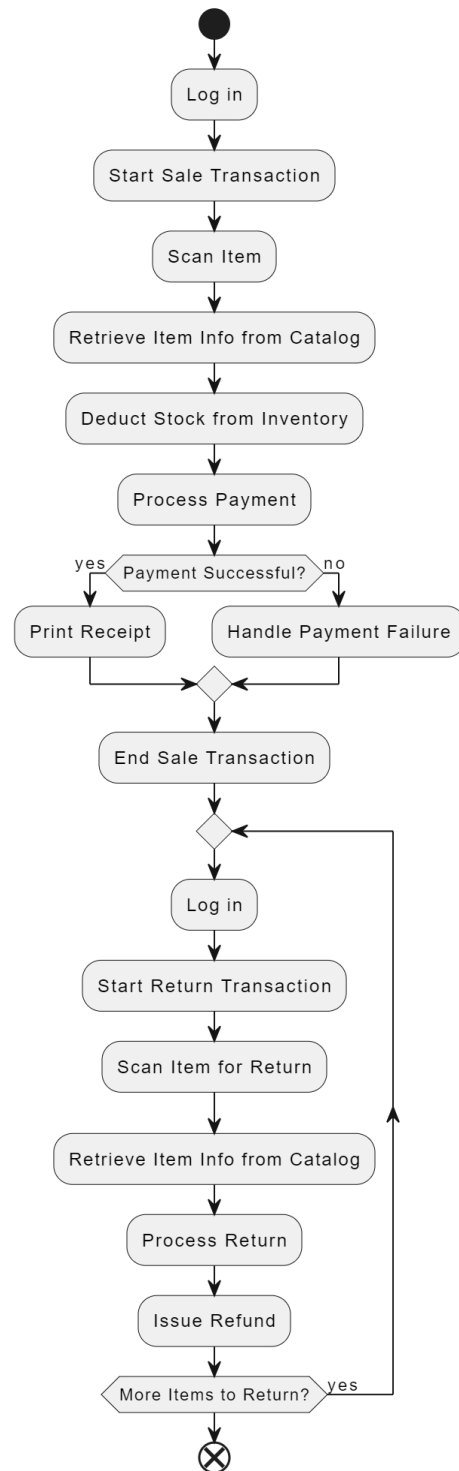 Log in
Start Sale Transaction
Scan Item
Retrieve Item Info from Catalog
Deduct Stock from Inventory
Process Payment
yes
Payment Successful?
no
Print Receipt
Handle Payment Failure
End Sale Transaction
Log in
Start Return Transaction
Scan Item for Return
Retrieve Item Info from Catalog
Process Return
Issue Refund
More Items to Return?
yes